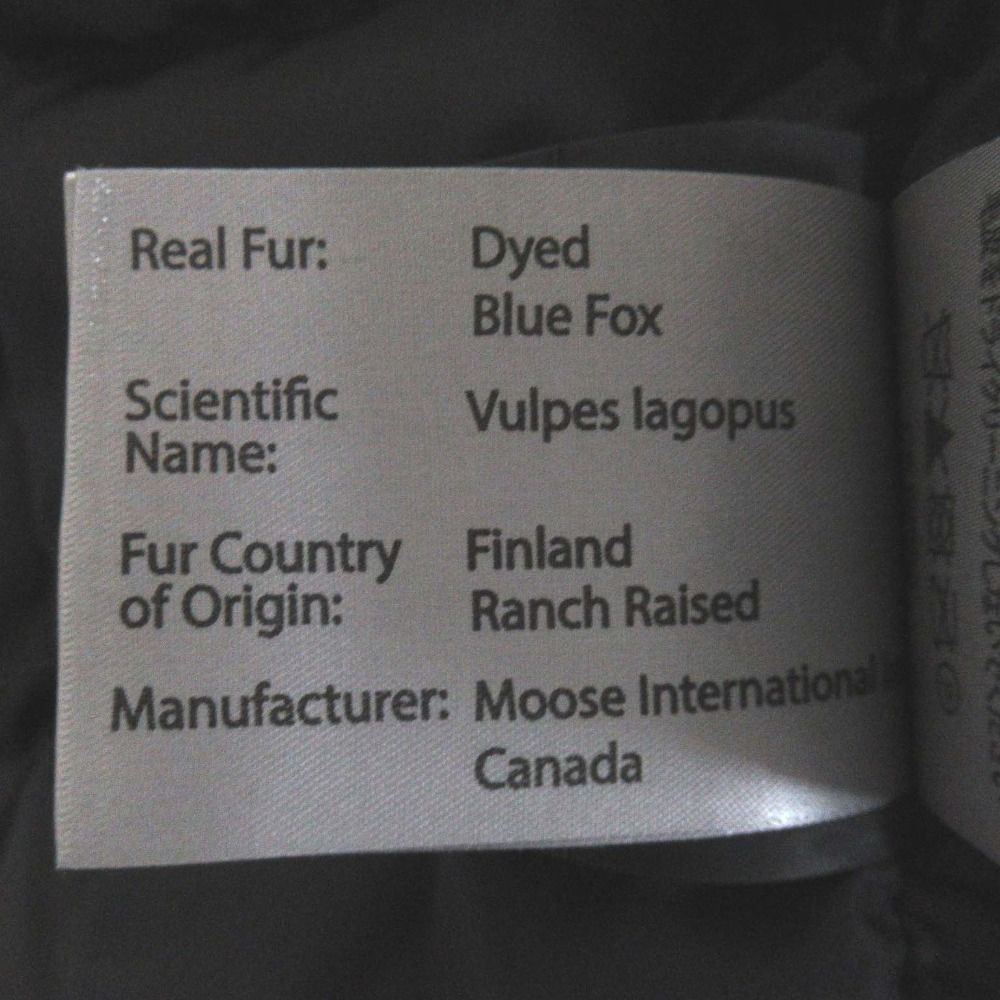 Real Fur: Dyed
Blue Fox
Scientific Name: Vulpes lagopus
Fur Country of Origin: Finland
Ranch Raised
Manufacturer: Moose International
Canada